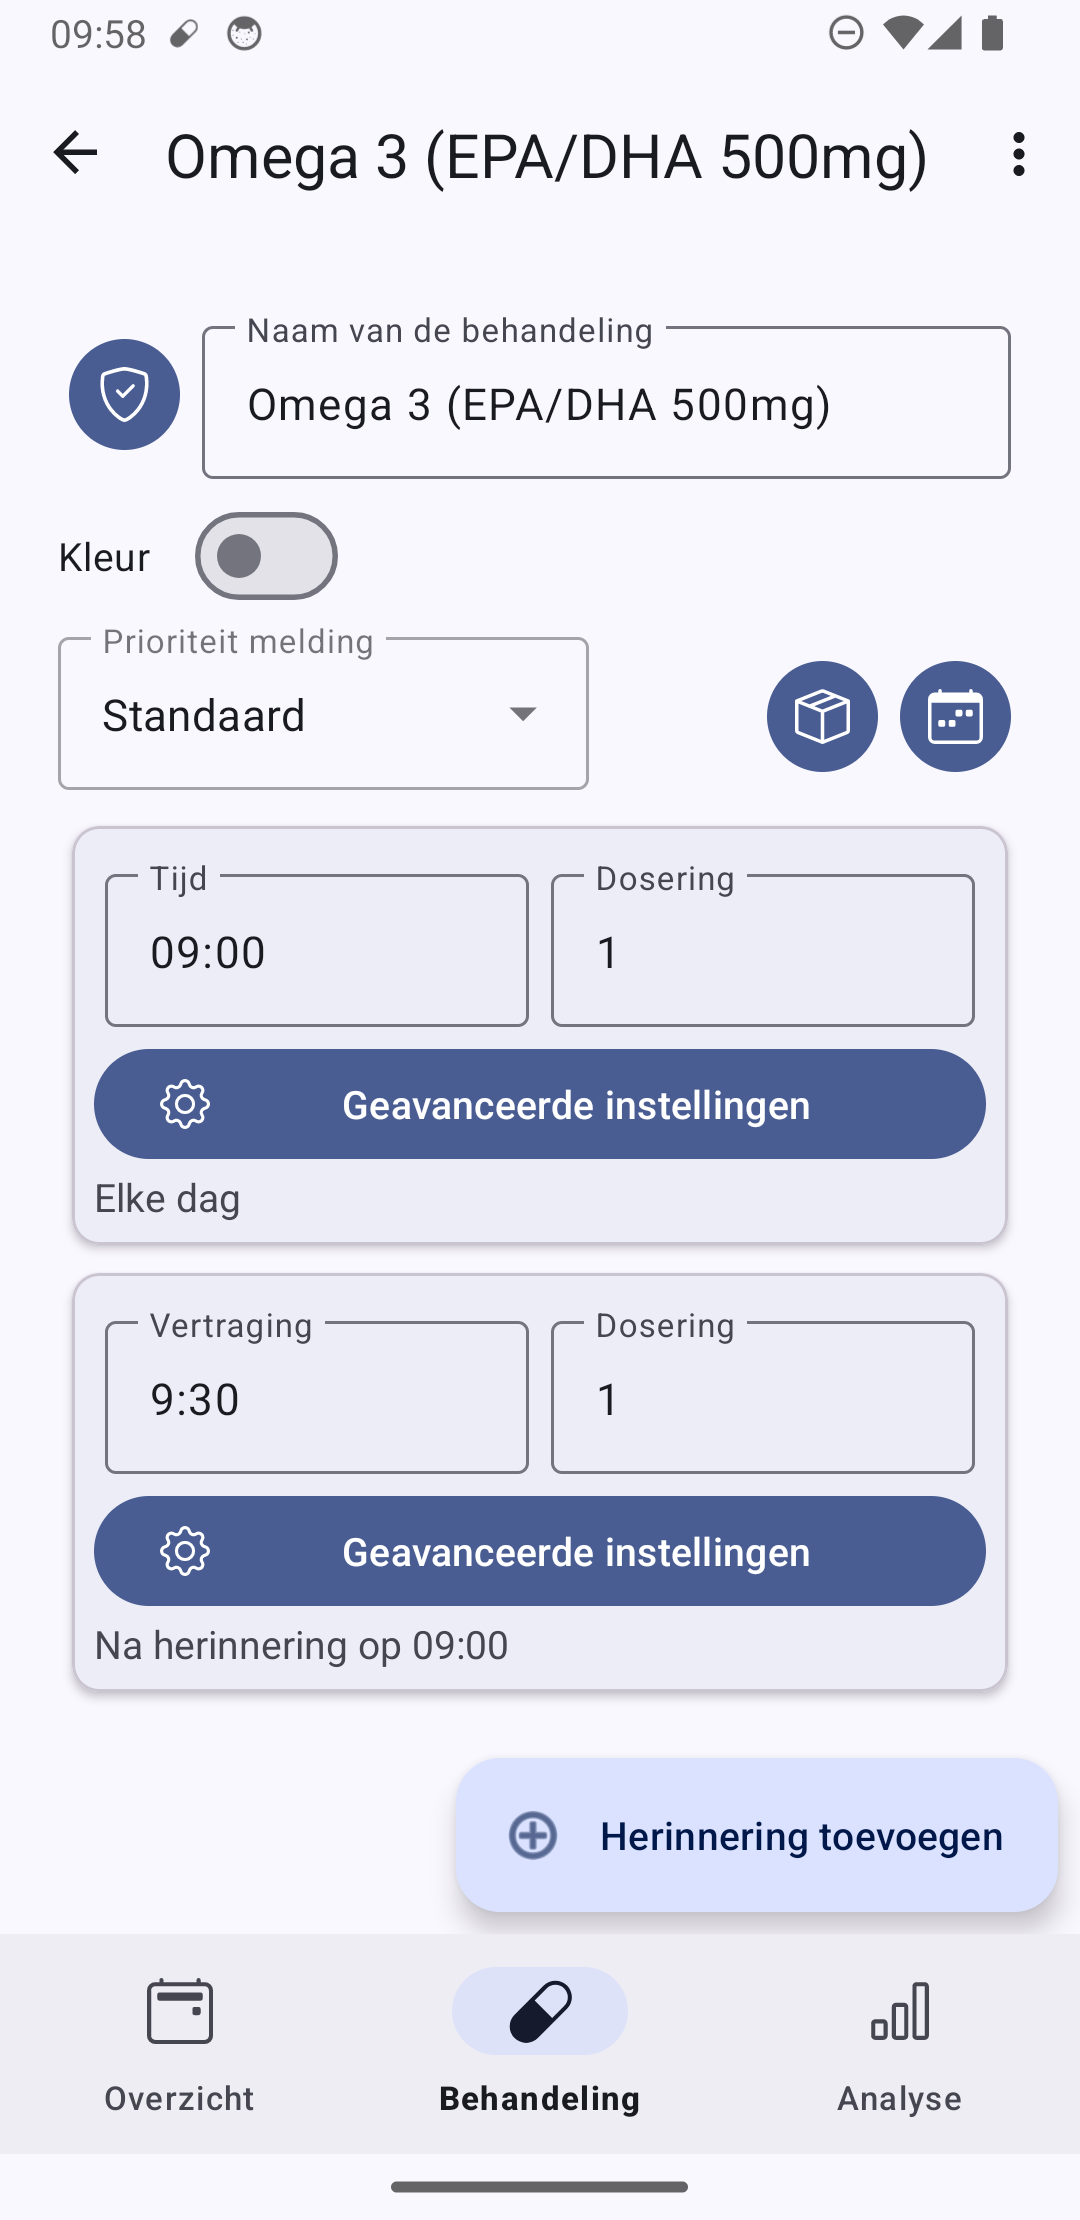 09:58
Omega 3 (EPA/DHA 500mg)
Naam van de behandeling
Omega 3 (EPA/DHA 500mg)
Kleur
Prioriteit melding
Standaard
Tijd
09:00
Dosering
1
Geavanceerde instellingen
Elke dag
Vertraging
9:30
Dosering
1
Geavanceerde instellingen
Na herinnering op 09:00
Herinnering toevoegen
Overzicht
Behandeling
Analyse